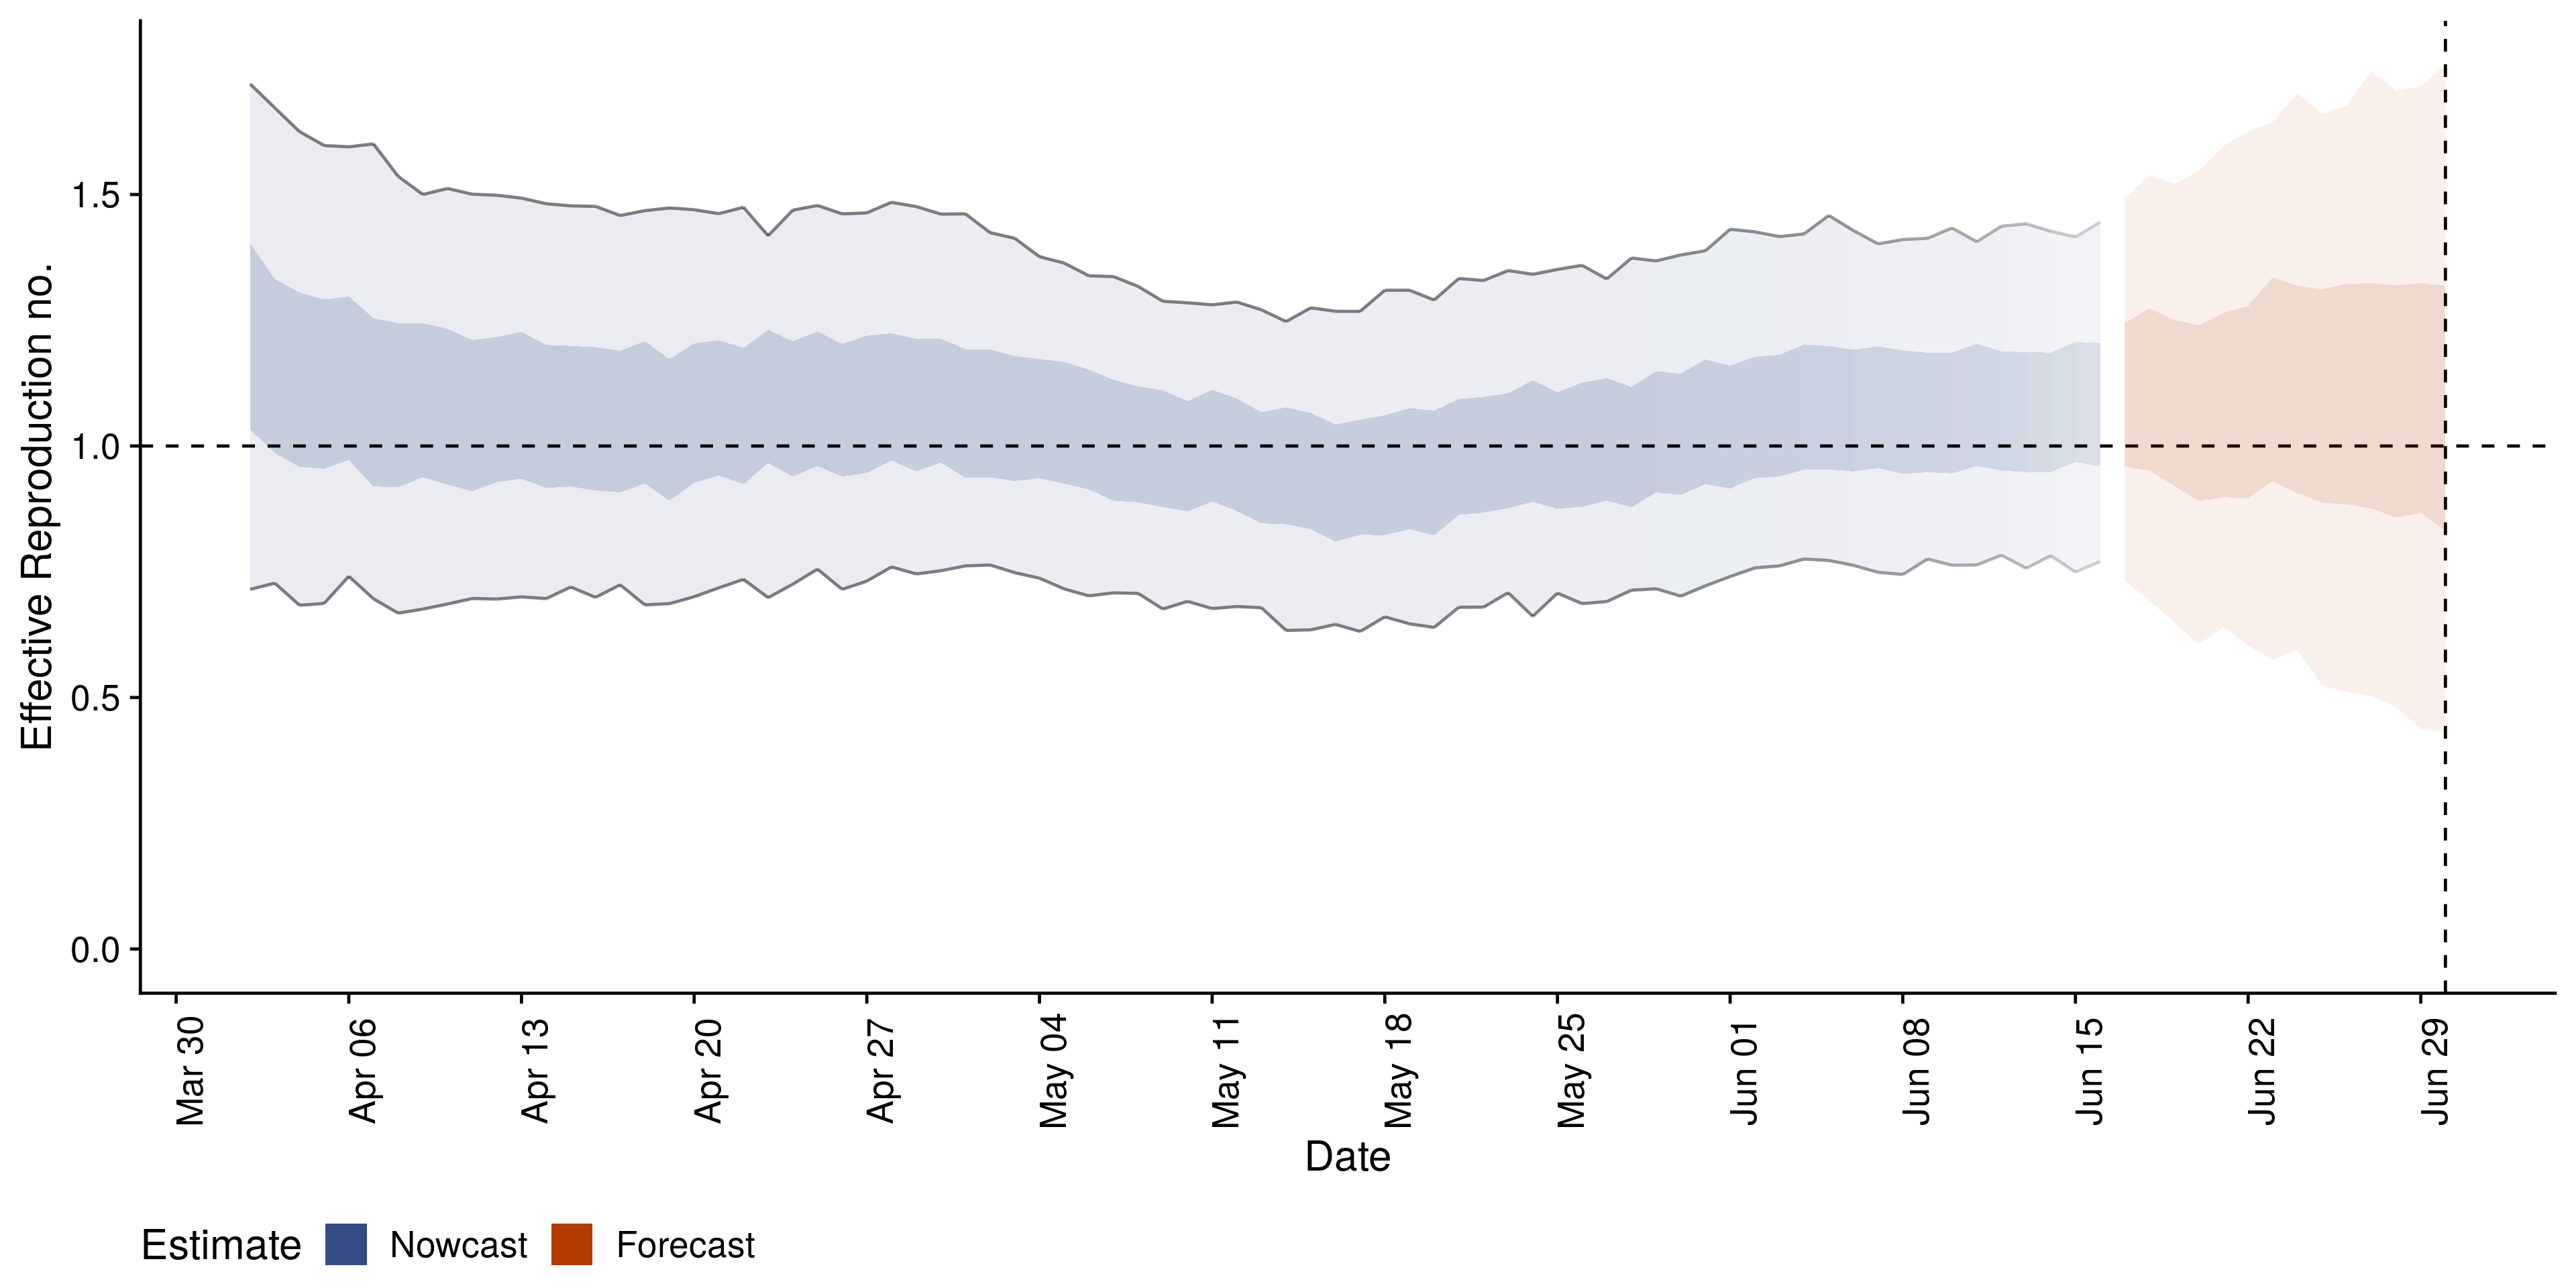 Effective Reproduction no.
1.5
1.0
0.5
0.0
Mar 30
Apr 06
Apr 13
Apr 20
Apr 27
May 04
May 11
May 18
May 25
Jun 01
Jun 08
Jun 15
Jun 22
Jun 29
Date
Estimate Nowcast Forecast